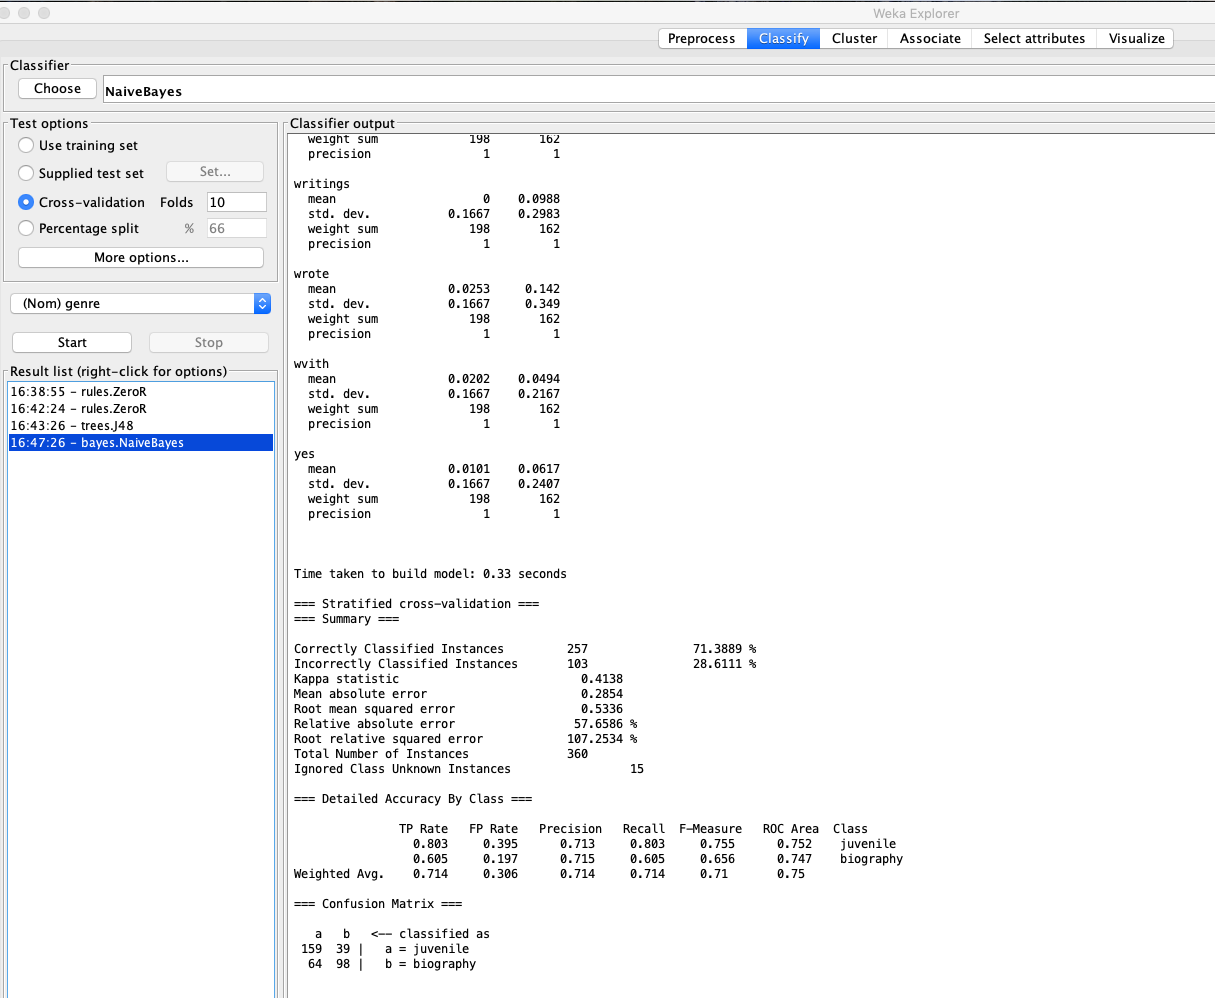 Weka Explorer
Preprocess Classify Cluster Associate Select attributes Visualize
Classifier
Choose NaiveBayes
Test options
Use training set
Supplied test set Set...
Cross-validation Folds 10
Percentage split % 66
More options...
(Nom) genre
Start Stop
Result list (right-click for options)
16:38:55 - rules.ZeroR
16:42:24 - rules.ZeroR
16:43:26 - trees.J48
16:47:26 - bayes.NaiveBayes
Classifier output
weight sum 198 162
precision 1 1
writings
mean 0 0.0988
std. dev. 0.1667 0.2983
weight sum 198 162
precision 1 1
wrote
mean 0.0253 0.142
std. dev. 0.1667 0.349
weight sum 198 162
precision 1 1
wvith
mean 0.0202 0.0494
std. dev. 0.1667 0.2167
weight sum 198 162
precision 1 1
yes
mean 0.0101 0.0617
std. dev. 0.1667 0.2407
weight sum 198 162
precision 1 1
Time taken to build model: 0.33 seconds
=== Stratified cross-validation ===
=== Summary ===
Correctly Classified Instances 257 71.3889 %
Incorrectly Classified Instances 103 28.6111 %
Kappa statistic 0.4138
Mean absolute error 0.2854
Root mean squared error 0.5336
Relative absolute error 57.6586 %
Root relative squared error 107.2534 %
Total Number of Instances 360
Ignored Class Unknown Instances 15
=== Detailed Accuracy By Class ===
TP Rate FP Rate Precision Recall F-Measure ROC Area Class
0.803 0.395 0.713 0.803 0.755 0.752 juvenile
0.605 0.197 0.715 0.605 0.656 0.747 biography
Weighted Avg. 0.714 0.306 0.714 0.714 0.71 0.75
=== Confusion Matrix ===
a b <-- classified as
159 39 | a = juvenile
64 98 | b = biography